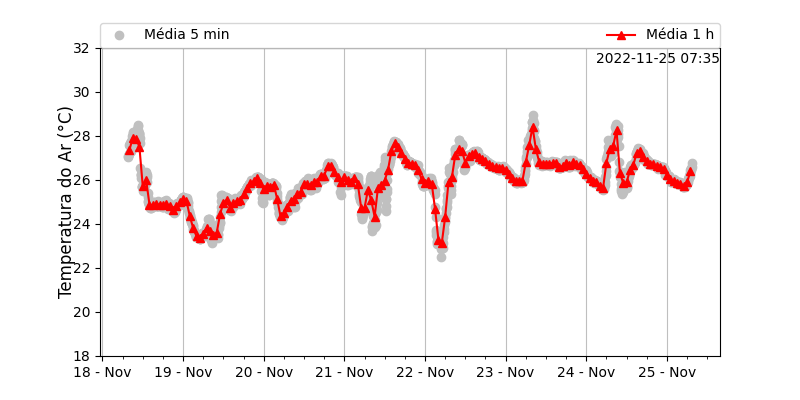 Média 5 min
Média 1 h
2022-11-25 07:35
Temperatura do Ar (°C)
32
30
28
26
24
22
20
18
18 - Nov
19 - Nov
20 - Nov
21 - Nov
22 - Nov
23 - Nov
24 - Nov
25 - Nov